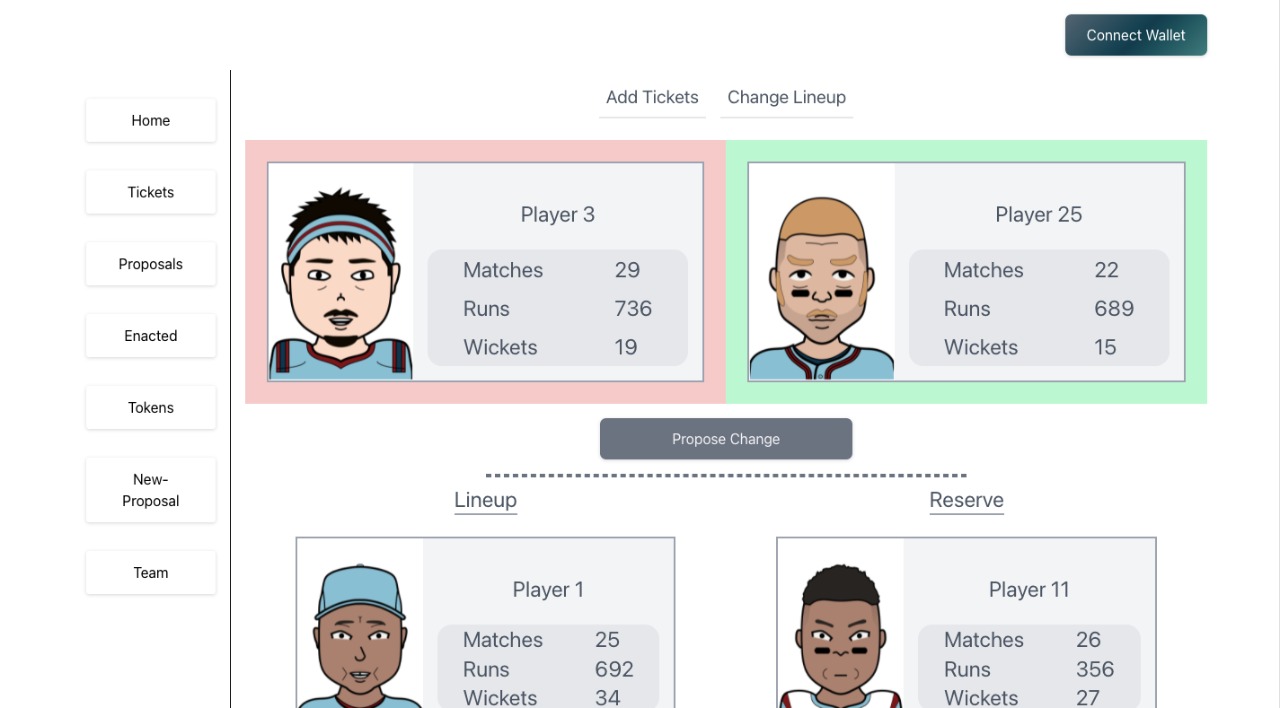 Connect Wallet
Add Tickets Change Lineup
Home
Tickets
Proposals
Enacted
Tokens
New-
Proposal
Team
Player 3
Matches 29
Runs 736
Wickets 19
Player 25
Matches 22
Runs 689
Wickets 15
Propose Change
Lineup
Reserve
Player 1
Matches 25
Runs 692
Wickets 34
Player 11
Matches 26
Runs 356
Wickets 27